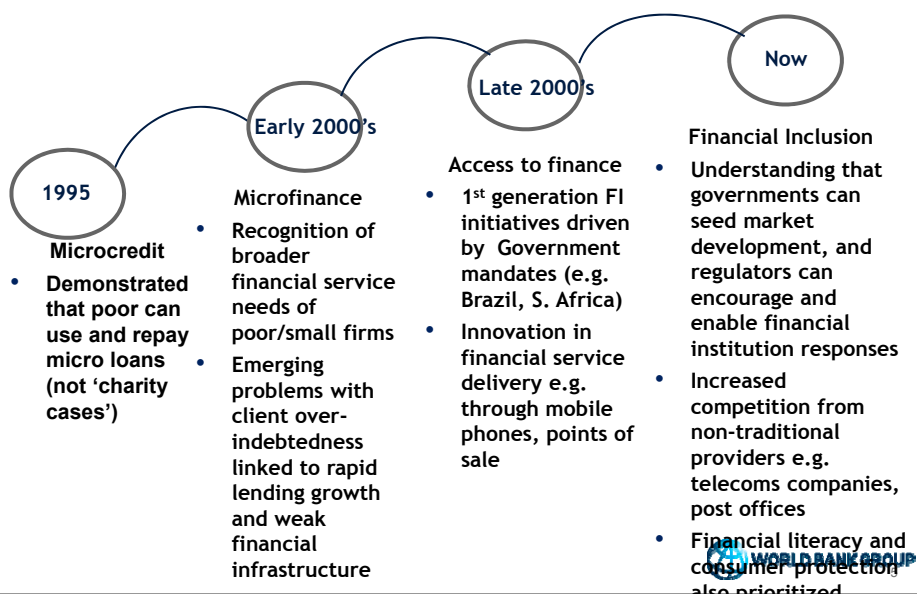 1995
Microcredit
• Demonstrated
that poor can
use and repay
micro loans
(not ‘charity
cases’)
Early 2000’s
Microfinance
• Recognition of
broader
financial service
needs of
poor/small firms
• Emerging
problems with
client over-
indebtedness
linked to rapid
lending growth
and weak
financial
infrastructure
Late 2000’s
Access to finance
• 1st generation FI
initiatives driven
by Government
mandates (e.g.
Brazil, S. Africa)
• Innovation in
financial service
delivery e.g.
through mobile
phones, points of
sale
Now
Financial Inclusion
• Understanding that
governments can
seed market
development, and
regulators can
encourage and
enable financial
institution responses
• Increased
competition from
non-traditional
providers e.g.
telecoms companies,
post offices
• Financial literacy and
consumer protection
also prioritized
WORLD BANK GROUP